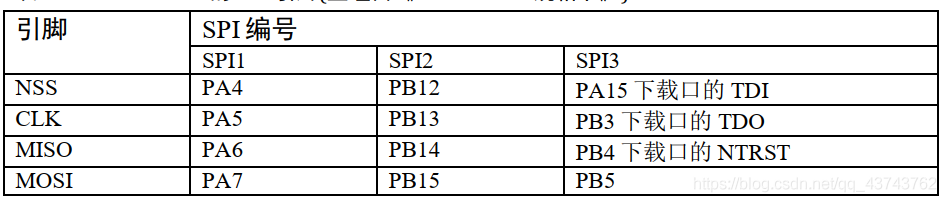 引脚 SPI 编号
SPI1 SPI2 SPI3
NSS PA4 PB12 PA15 下载口的 TDI
CLK PA5 PB13 PB3 下载口的 TDO
MISO PA6 PB14 PB4 下载口的 NTRST
MOSI PA7 PB15 PB5
https://blog.csdn.net/qq_43743762